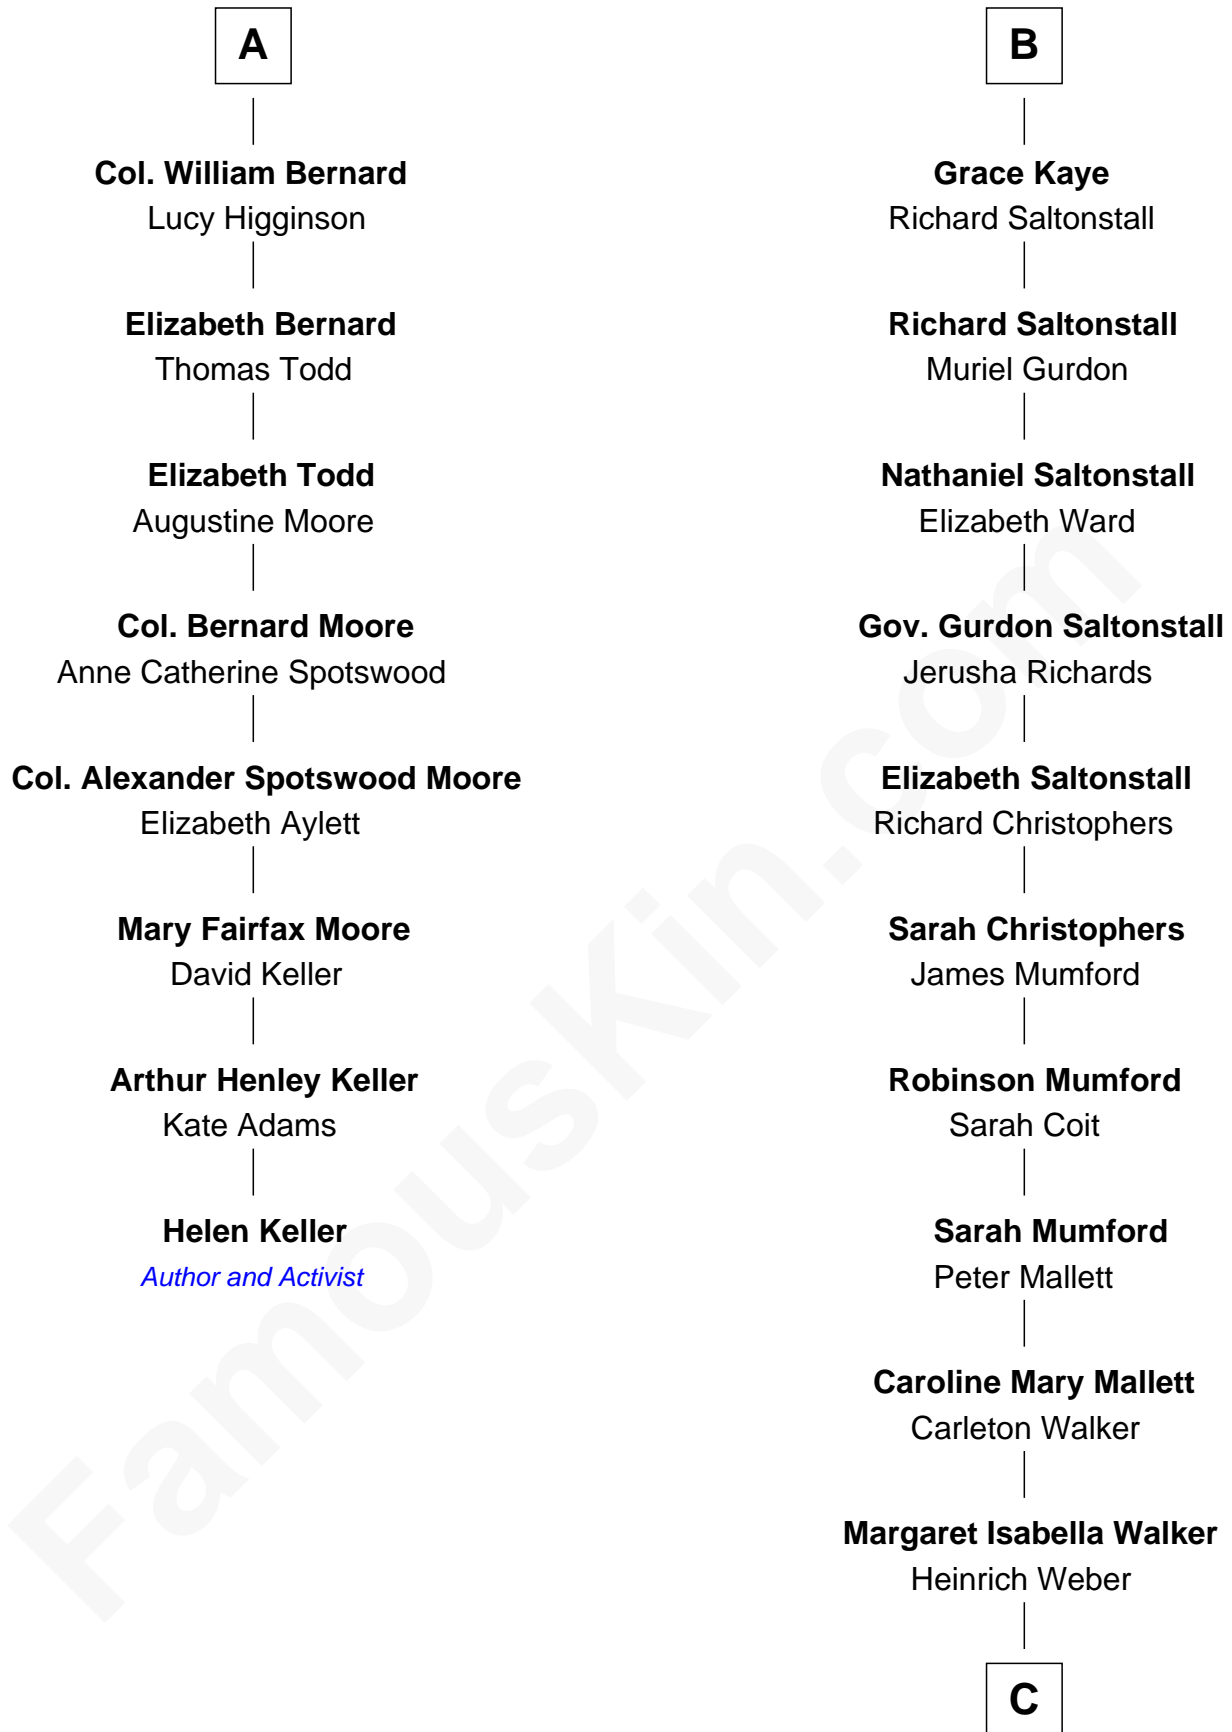 A
Col. William Bernard
Lucy Higginson
Elizabeth Bernard
Thomas Todd
Elizabeth Todd
Augustine Moore
Col. Bernard Moore
Anne Catherine Spotswood
Col. Alexander Spotswood Moore
Elizabeth Aylett
Mary Fairfax Moore
David Keller
Arthur Henley Keller
Kate Adams
Helen Keller
Author and Activist
B
Grace Kaye
Richard Saltonstall
Richard Saltonstall
Muriel Gurdon
Nathaniel Saltonstall
Elizabeth Ward
Gov. Gurdon Saltonstall
Jerusha Richards
Elizabeth Saltonstall
Richard Christophers
Sarah Christophers
James Mumford
Robinson Mumford
Sarah Coit
Sarah Mumford
Peter Mallett
Caroline Mary Mallett
Carleton Walker
Margaret Isabella Walker
Heinrich Weber
C
FamousKin.com